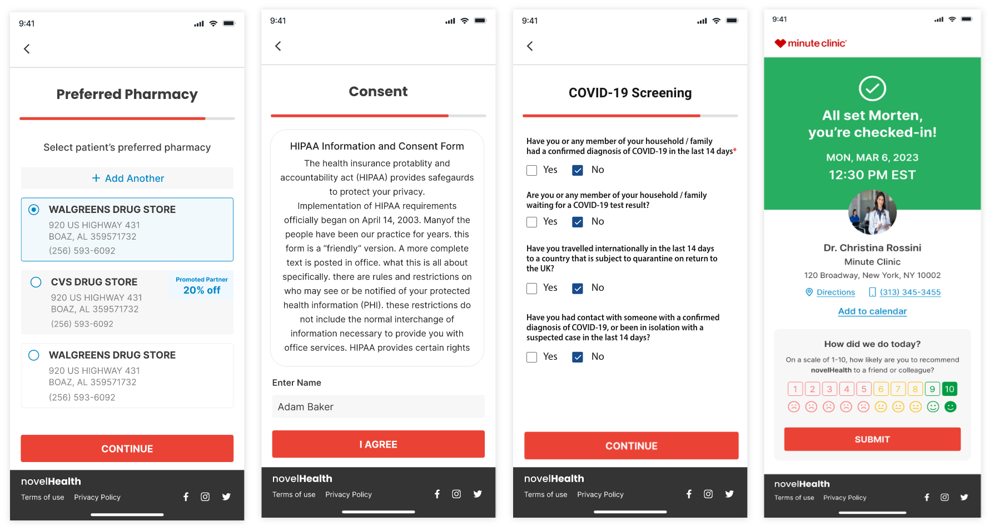 9:41
Preferred Pharmacy
Select patient's preferred pharmacy
+ Add Another
WALGREENS DRUG STORE
920 US HIGHWAY 431
BOAZ, AL 359571732
(256) 593-6092
CVS DRUG STORE
920 US HIGHWAY 431
BOAZ, AL 359571732
(256) 593-6092
Promoted Partner
20% off
WALGREENS DRUG STORE
920 US HIGHWAY 431
BOAZ, AL 359571732
(256) 593-6092
CONTINUE
novelHealth
Terms of use Privacy Policy
9:41
Consent
HIPAA Information and Consent Form
The health insurance protablity and
accountability act (HIPAA) provides safegaurds
to protect your privacy.
Implementation of HIPAA requirements
officially began on April 14, 2003. Manyof the
people have been our practice for years. this
form is a “friendly” version. A more complete
text is posted in office. what this is all about
specifically. there are rules and restrictions on
who may see or be notified of your protected
health information (PHI). these restrictions do
not include the normal interchange of
information necessary to provide you with
office services. HIPAA provides certain rights
Enter Name
Adam Baker
I AGREE
novelHealth
Terms of use Privacy Policy
9:41
COVID-19 Screening
Have you or any member of your household / family
had a confirmed diagnosis of COVID-19 in the last 14 days*
Yes No
Are you or any member of your household / family
waiting for a COVID-19 test result?
Yes No
Have you travelled internationally in the last 14 days
to a country that is subject to quarantine on return to
the UK?
Yes No
Have you had contact with someone with a confirmed
diagnosis of COVID-19, or been in isolation with a
suspected case in the last 14 days?
Yes No
CONTINUE
novelHealth
Terms of use Privacy Policy
9:41
minute clinic®
All set Morten,
you're checked-in!
MON, MAR 6, 2023
12:30 PM EST
Dr. Christina Rossini
Minute Clinic
120 Broadway, New York, NY 10002
Directions (313) 345-3455
Add to calendar
How did we do today?
On a scale of 1-10, how likely are you to recommend
novelHealth to a friend or colleague?
1 2 3 4 5 6 7 8 9 10
SUBMIT
novelHealth
Terms of use Privacy Policy